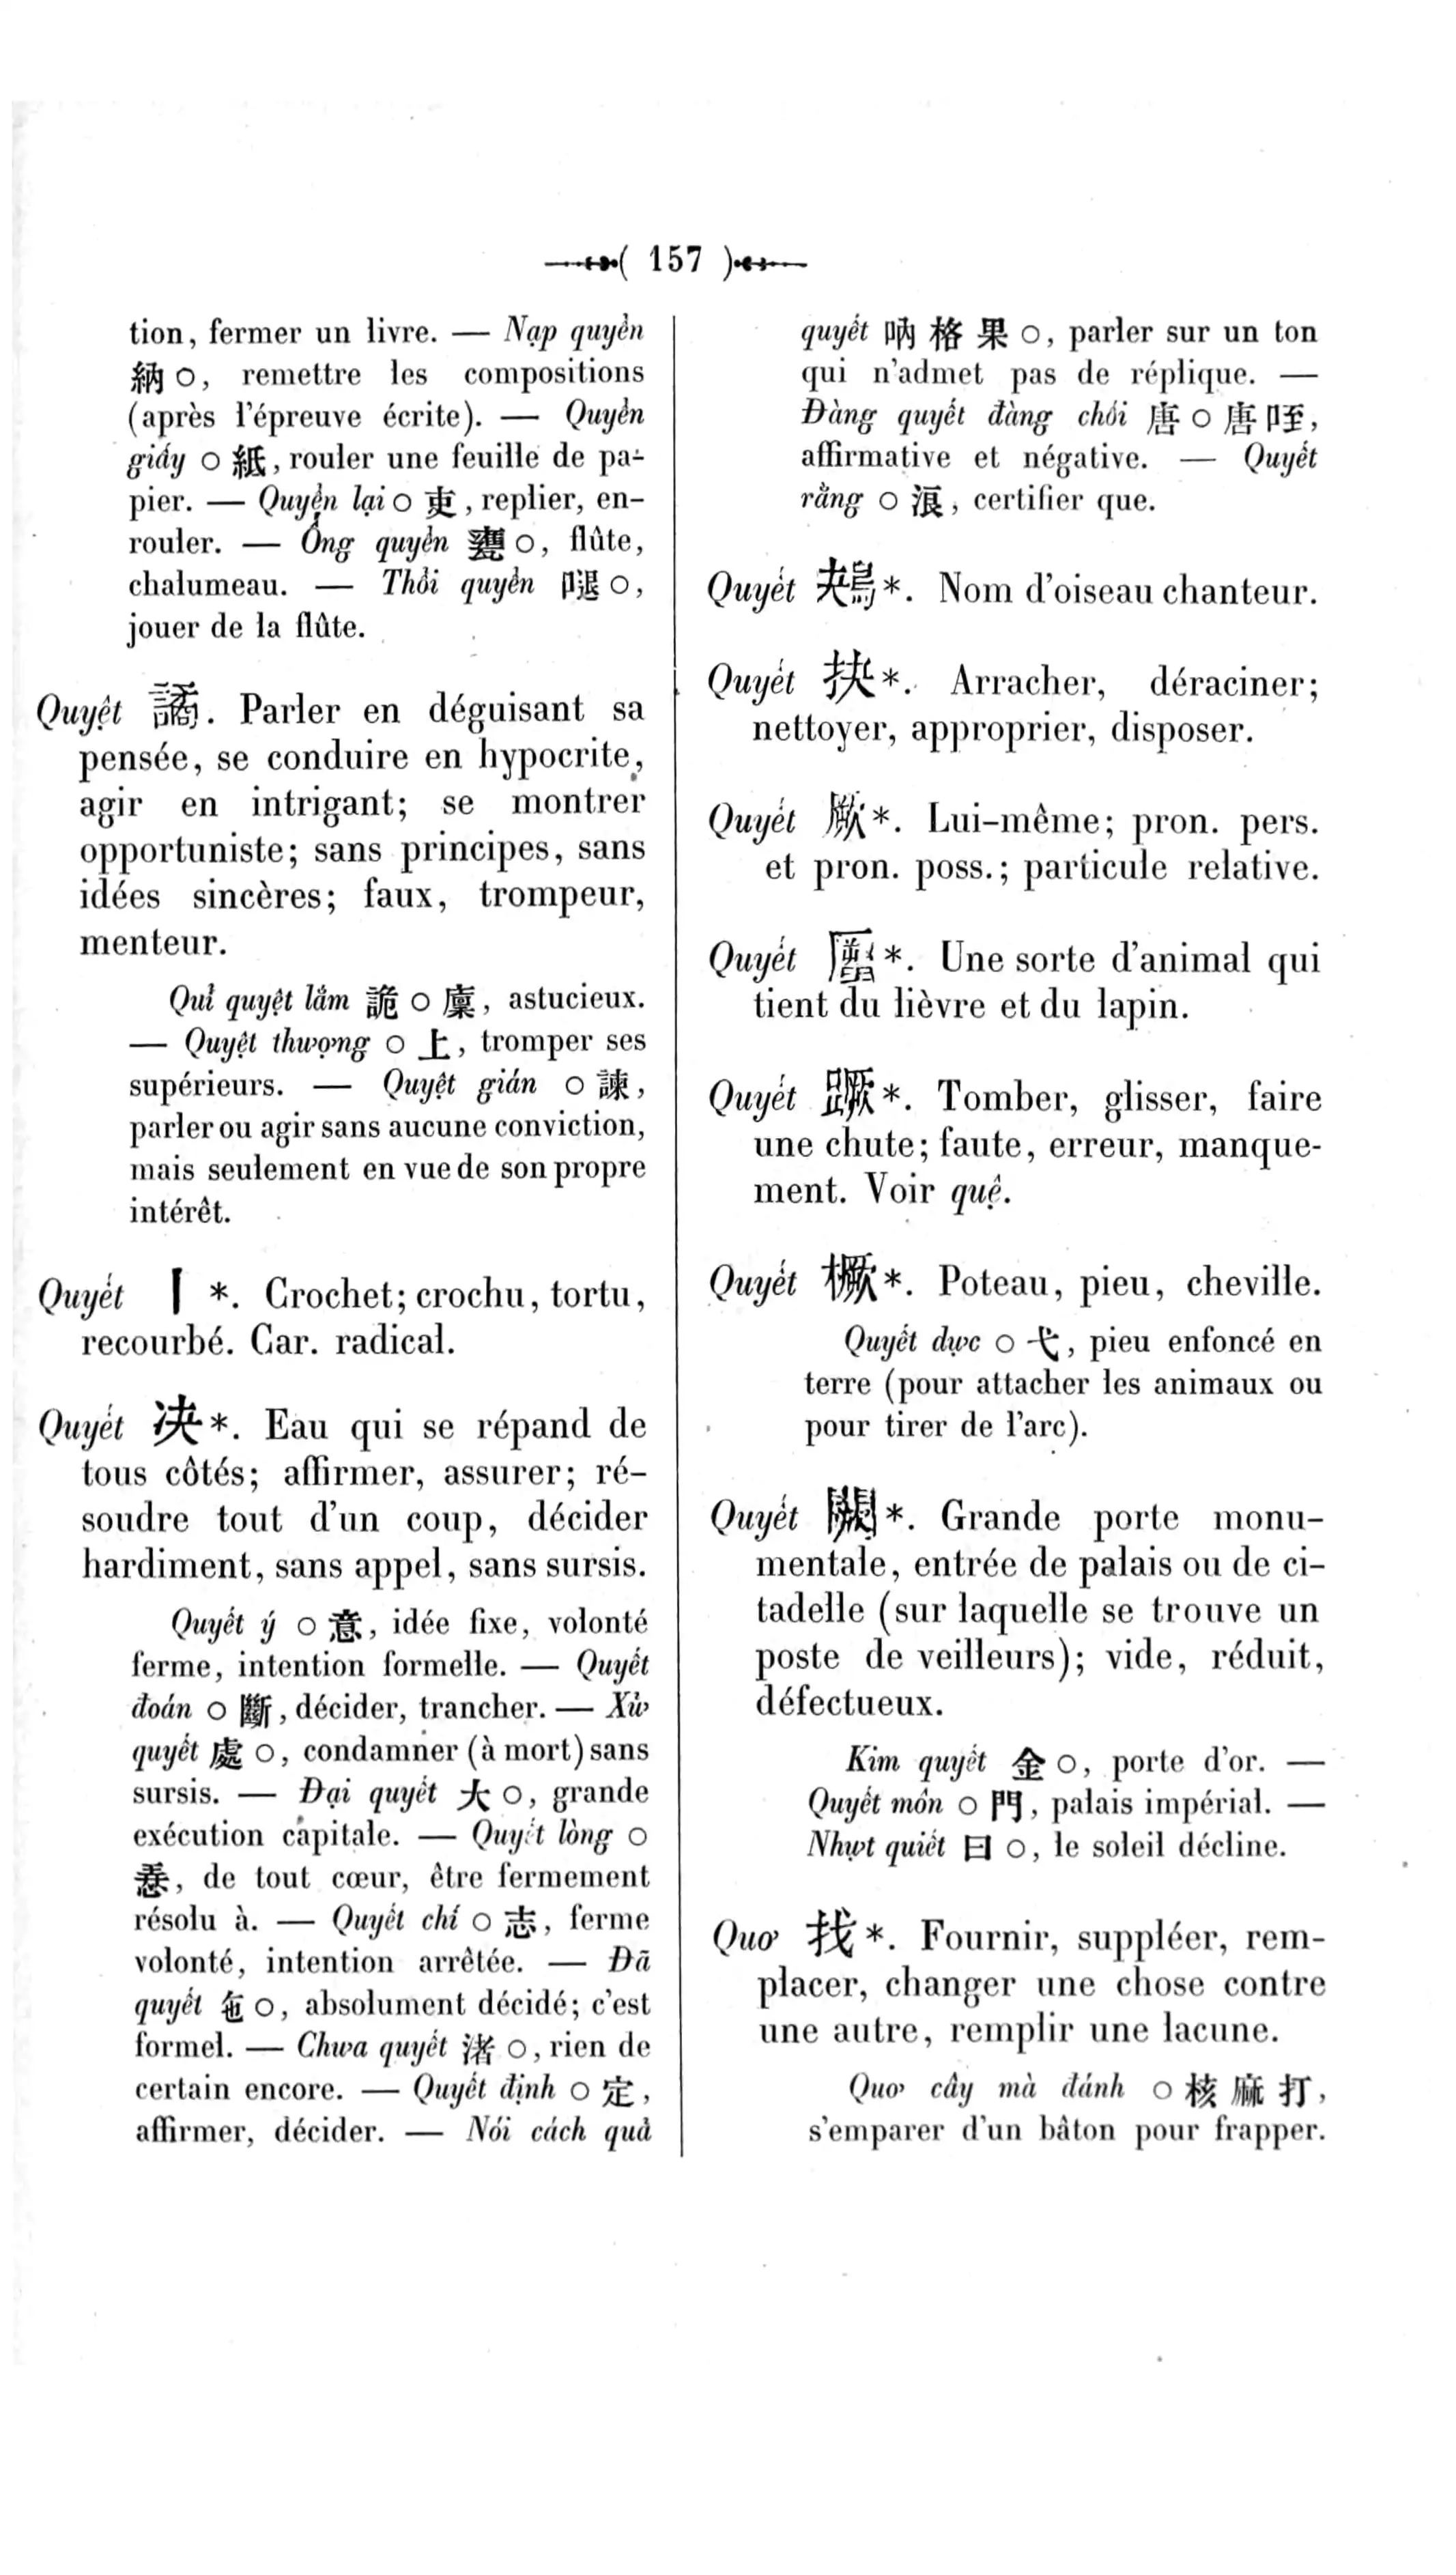 ( 157 )
tion, fermer un livre. — Nạp quyển
納 ○, remettre les compositions
(après l'épreuve écrite). — Quyển
giấy ○ 紙, rouler une feuille de pa-
pier. — Quyển lại ○ 吏, replier, en-
rouler. — Ống quyển 甕 ○, flûte,
chalumeau. — Thổi quyển ○,
jouer de la flûte.
Quyệt 譎. Parler en déguisant sa
pensée, se conduire en hypocrite,
agir en intrigant; se montrer
opportuniste; sans principes, sans
idées sincères; faux, trompeur,
menteur.
Quỉ quyệt lắm 詭 ○ 廩, astucieux.
— Quyệt thượng ○ 上, tromper ses
supérieurs. — Quyệt gián ○ 諫,
parler ou agir sans aucune conviction,
mais seulement en vue de son propre
intérêt.
Quyết 亅 *. Crochet; crochu, tortu,
recourbé. Car. radical.
Quyết 决 *. Eau qui se répand de
tous côtés; affirmer, assurer; ré-
soudre tout d'un coup, décider
hardiment, sans appel, sans sursis.
Quyết ý ○ 意, idée fixe, volonté
ferme, intention formelle. — Quyết
đoán ○ 斷, décider, trancher. — Xử
quyết 處 ○, condamner (à mort) sans
sursis. — Đại quyết 大 ○, grande
exécution capitale. — Quyết lòng ○
, de tout cœur, être fermement
résolu à. — Quyết chí ○ 志, ferme
volonté, intention arrêtée. — Đã
quyết ○, absolument décidé; c'est
formel. — Chưa quyết 渚 ○, rien de
certain encore. — Quyết định ○ 定,
affirmer, décider. — Nói cách quả
quyết 吶 格 果 ○, parler sur un ton
qui n'admet pas de réplique. —
Đàng quyết đàng chối 唐 ○ 唐 咥,
affirmative et négative. — Quyết
rằng ○ 浪, certifier que.
Quyết 鴂 *. Nom d'oiseau chanteur.
Quyết 抉 *. Arracher, déraciner;
nettoyer, approprier, disposer.
Quyết 厥 *. Lui-même; pron. pers.
et pron. poss.; particule relative.
Quyết *. Une sorte d'animal qui
tient du lièvre et du lapin.
Quyết 蹶 *. Tomber, glisser, faire
une chute; faute, erreur, manque-
ment. Voir quệ.
Quyết 橛 *. Poteau, pieu, cheville.
Quyết dực ○ 弋, pieu enfoncé en
terre (pour attacher les animaux ou
pour tirer de l'arc).
Quyết 闕 *. Grande porte monu-
mentale, entrée de palais ou de ci-
tadelle (sur laquelle se trouve un
poste de veilleurs); vide, réduit,
défectueux.
Kim quyết 金 ○, porte d'or. —
Quyết môn ○ 門, palais impérial. —
Nhựt quiết 日 ○, le soleil décline.
Quơ 找 *. Fournir, suppléer, rem-
placer, changer une chose contre
une autre, remplir une lacune.
Quơ cây mà đánh ○ 核 麻 打,
s'emparer d'un bâton pour frapper.